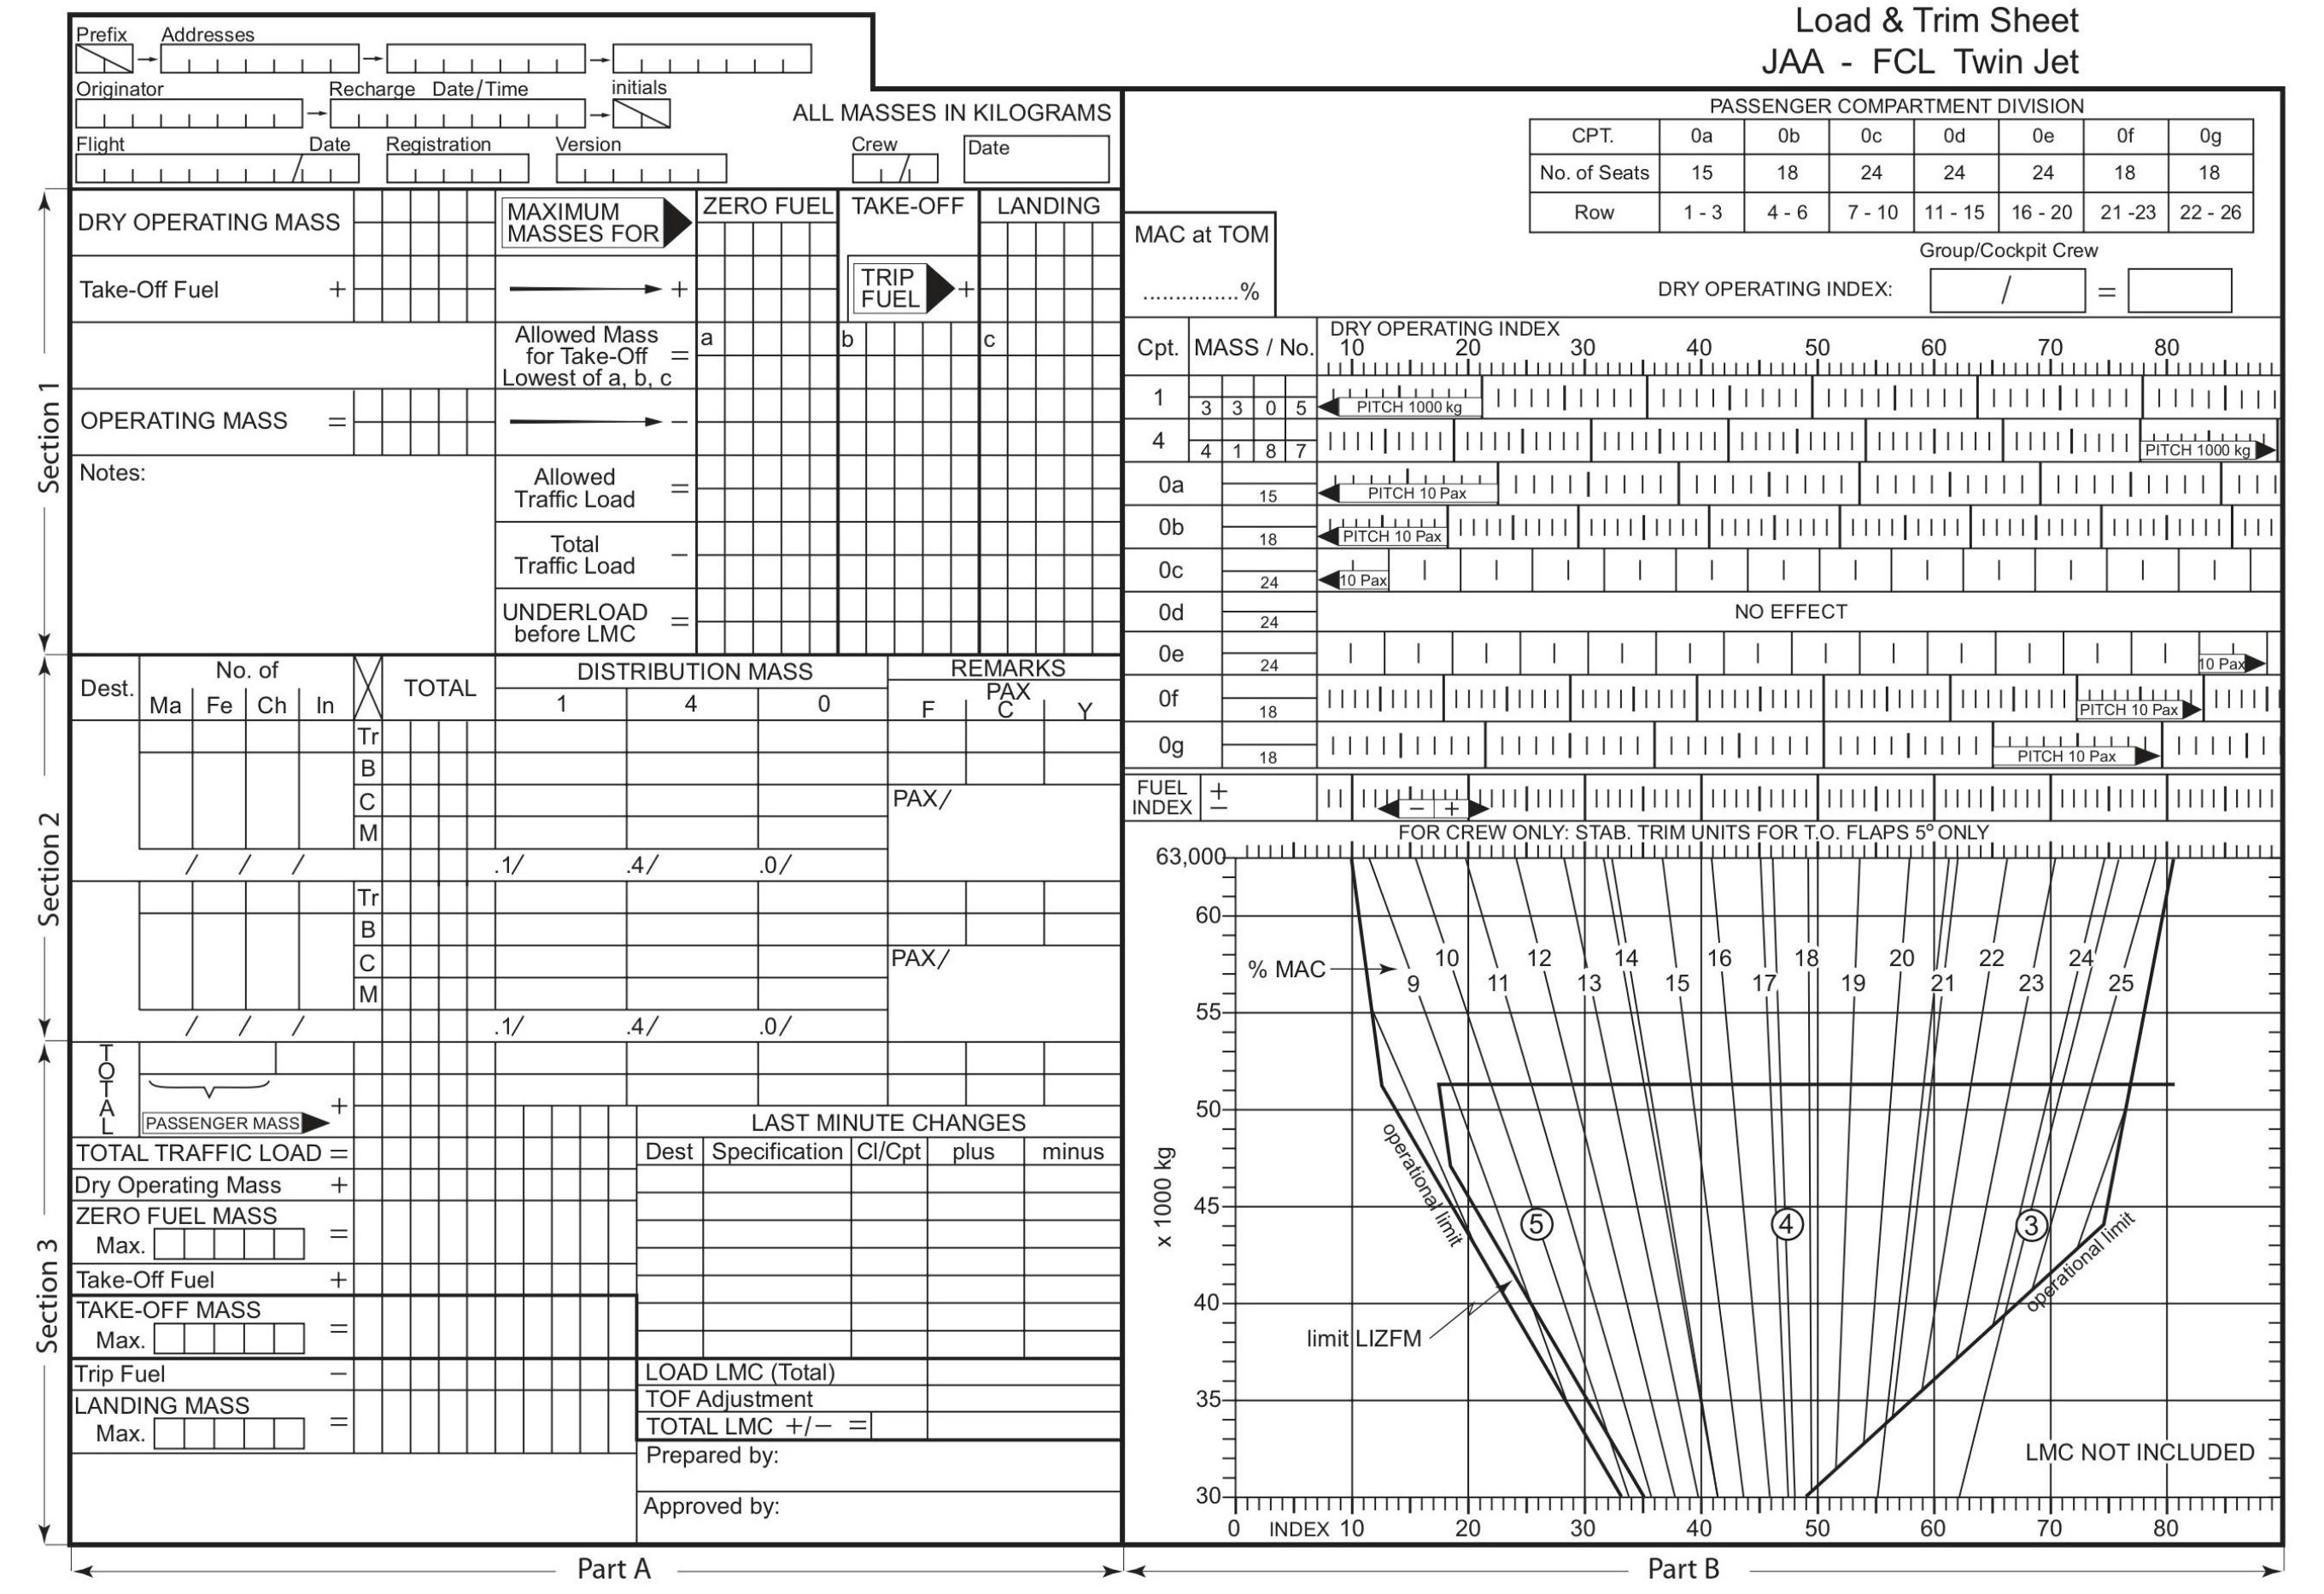 Load & Trim Sheet
JAA - FCL Twin Jet
Prefix Addresses
Originator Recharge Date/Time initials
ALL MASSES IN KILOGRAMS
Flight / Date Registration Version Crew / Date
Section 1
DRY OPERATING MASS
MAXIMUM
MASSES FOR
ZERO FUEL TAKE-OFF LANDING
Take-Off Fuel +
+
TRIP
FUEL
+
Allowed Mass
for Take-Off =
Lowest of a, b, c
a b c
OPERATING MASS =
−
Notes:
Allowed
Traffic Load =
Total
Traffic Load −
UNDERLOAD
before LMC =
Section 2
Dest. No. of TOTAL DISTRIBUTION MASS REMARKS
PAX
Ma Fe Ch In 1 4 0 F C Y
Tr
B
C PAX/
M
/ / / .1/ .4/ .0/
Tr
B
C PAX/
M
/ / / .1/ .4/ .0/
Section 3
TOTAL
PASSENGER MASS +
LAST MINUTE CHANGES
TOTAL TRAFFIC LOAD =
Dest Specification Cl/Cpt plus minus
Dry Operating Mass +
ZERO FUEL MASS
Max. =
Take-Off Fuel +
TAKE-OFF MASS
Max. =
Trip Fuel −
LOAD LMC (Total)
TOF Adjustment
LANDING MASS
Max. =
TOTAL LMC +/− =
Prepared by:
Approved by:
Part A
PASSENGER COMPARTMENT DIVISION
CPT. 0a 0b 0c 0d 0e 0f 0g
No. of Seats 15 18 24 24 24 18 18
Row 1 - 3 4 - 6 7 - 10 11 - 15 16 - 20 21 -23 22 - 26
MAC at TOM
...............%
Group/Cockpit Crew
DRY OPERATING INDEX: / =
Cpt. MASS / No.
DRY OPERATING INDEX
10 20 30 40 50 60 70 80
1 3 3 0 5 PITCH 1000 kg
4 4 1 8 7 PITCH 1000 kg
0a 15 PITCH 10 Pax
0b 18 PITCH 10 Pax
0c 24 10 Pax
0d 24 NO EFFECT
0e 24 10 Pax
0f 18 PITCH 10 Pax
0g 18 PITCH 10 Pax
FUEL
INDEX
+
−
− +
FOR CREW ONLY: STAB. TRIM UNITS FOR T.O. FLAPS 5° ONLY
63,000
60
% MAC
10 12 14 16 18 20 22 24
9 11 13 15 17 19 21 23 25
55
50
x 1000 kg
operational limit
45
5 4 3
operational limit
40
limit LIZFM
35
LMC NOT INCLUDED
30
0 INDEX 10 20 30 40 50 60 70 80
Part B